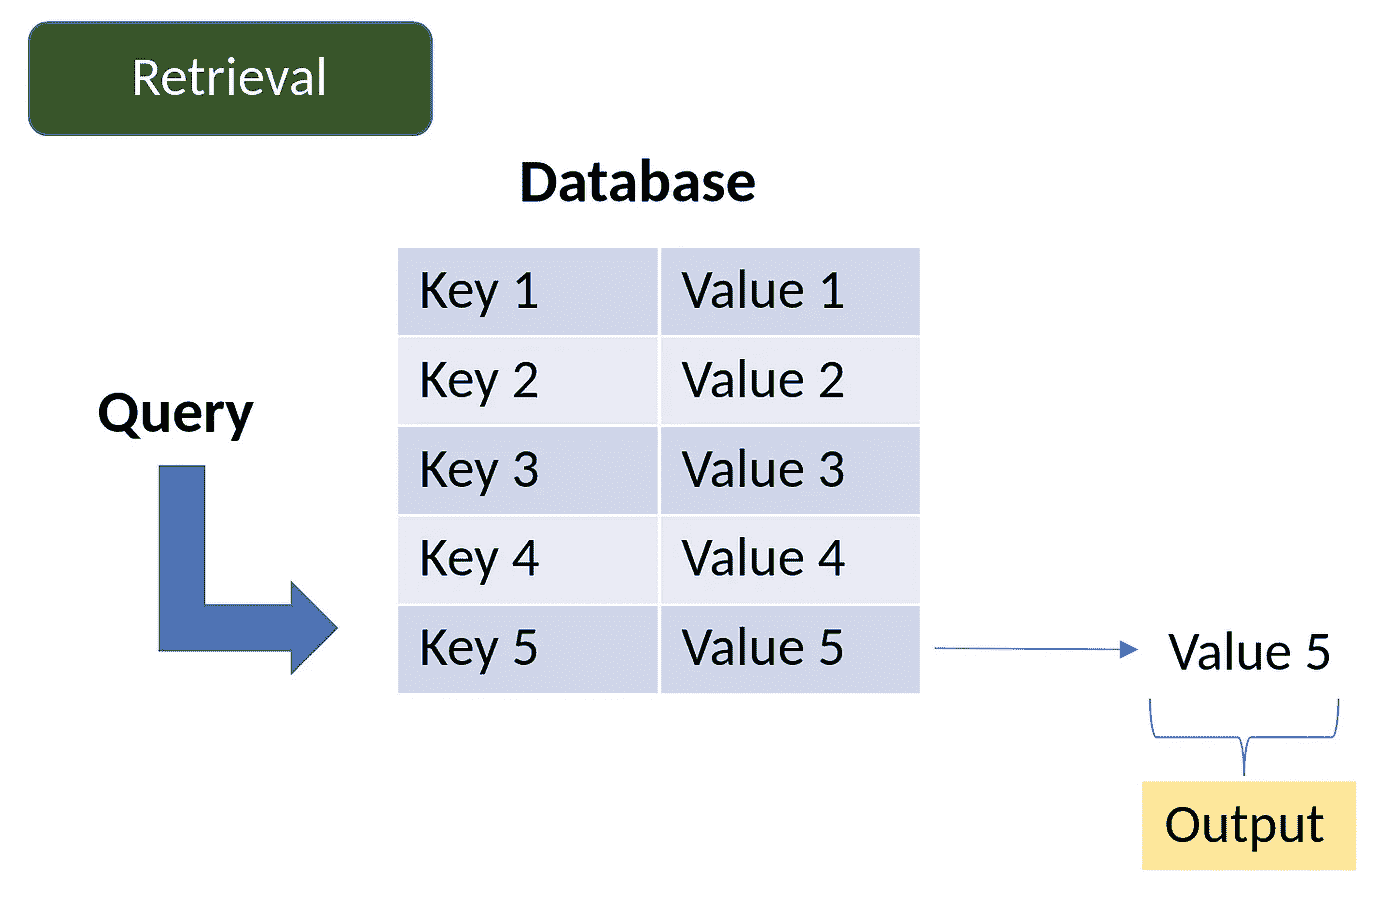 Retrieval
Database
Key 1 Value 1
Key 2 Value 2
Query
Key 3 Value 3
Key 4 Value 4
Key 5 Value 5
Value 5
Output